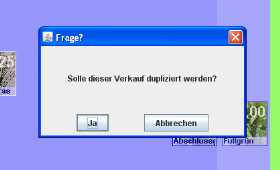 Frage?
Solle dieser Verkauf dupliziert werden?
Ja
Abbrechen
Abschluss
Füllgrün